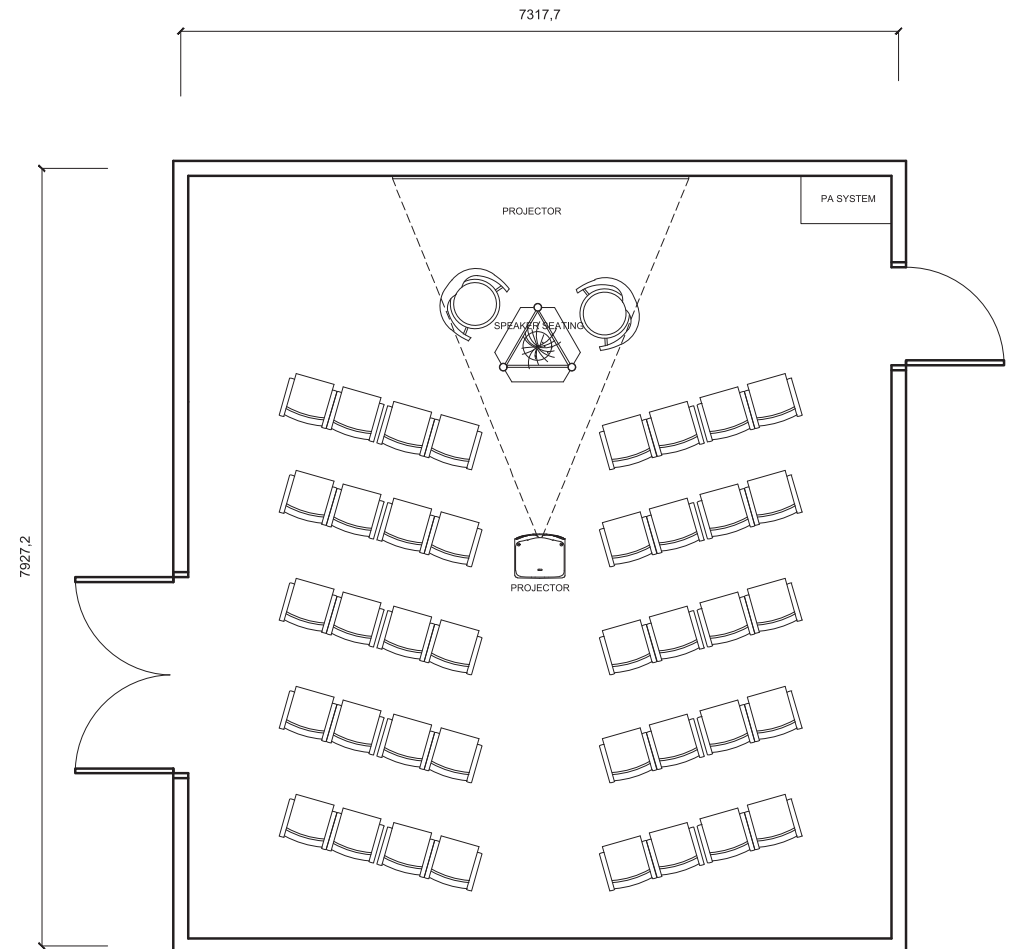 7317,7
PROJECTOR
PA SYSTEM
SPEAKER SEATING
7927,2
PROJECTOR